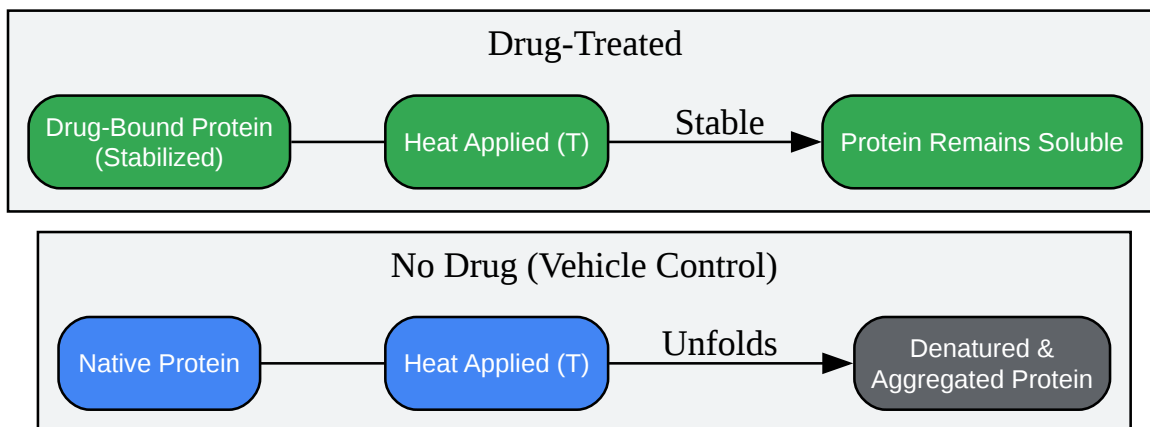 Drug-Treated
Drug-Bound Protein
(Stabilized)
Heat Applied (T)
Stable
Protein Remains Soluble
No Drug (Vehicle Control)
Native Protein
Heat Applied (T)
Unfolds
Denatured &
Aggregated Protein